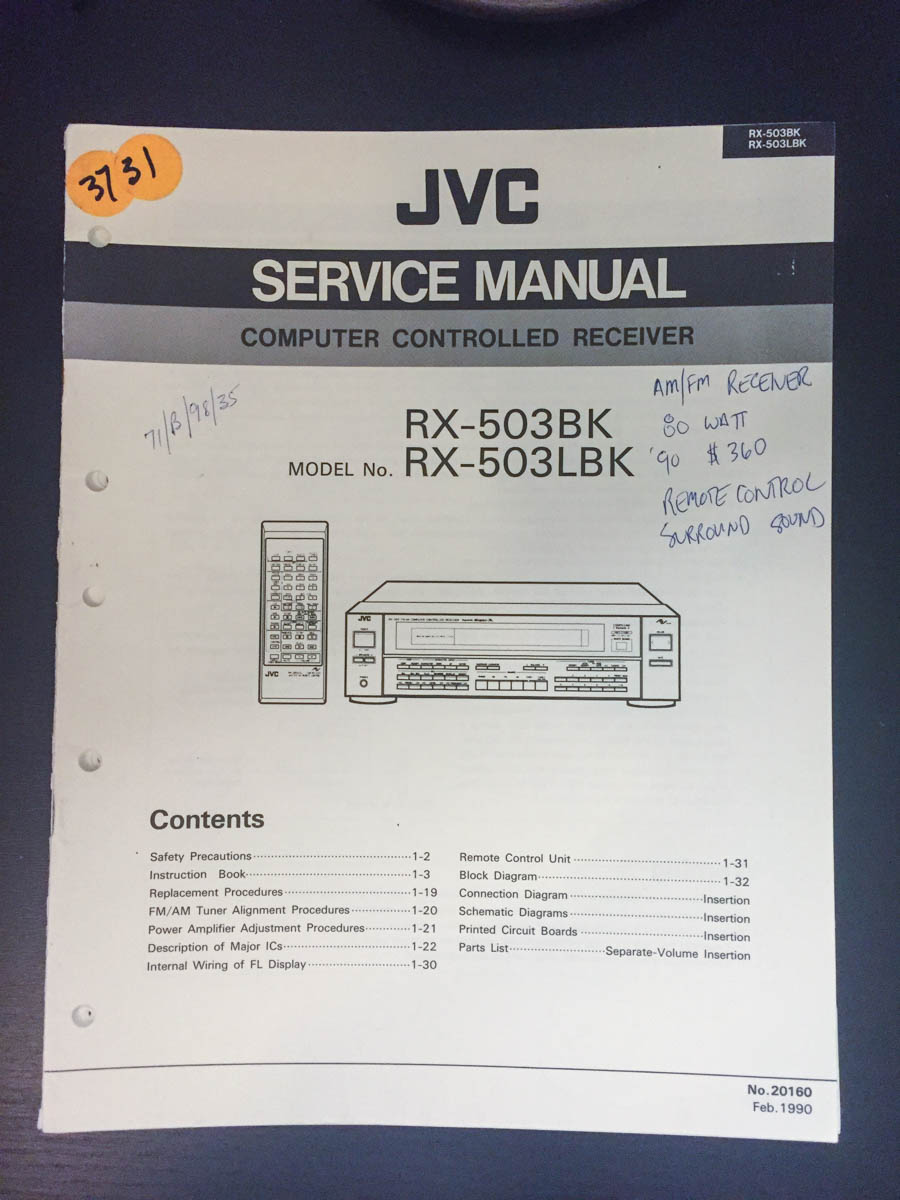 RX-503BK
RX-503LBK
3731
JVC
SERVICE MANUAL
COMPUTER CONTROLLED RECEIVER
71/B/98/35
AM/FM RECEIVER
80 WATT
'90 $360
REMOTE CONTROL
SURROUND SOUND
RX-503BK
MODEL No. RX-503LBK
JVC
JVC
Contents
Safety Precautions 1-2
Instruction Book 1-3
Replacement Procedures 1-19
FM/AM Tuner Alignment Procedures 1-20
Power Amplifier Adjustment Procedures 1-21
Description of Major ICs 1-22
Internal Wiring of FL Display 1-30
Remote Control Unit 1-31
Block Diagram 1-32
Connection Diagram Insertion
Schematic Diagrams Insertion
Printed Circuit Boards Insertion
Parts List Separate-Volume Insertion
No.20160
Feb.1990